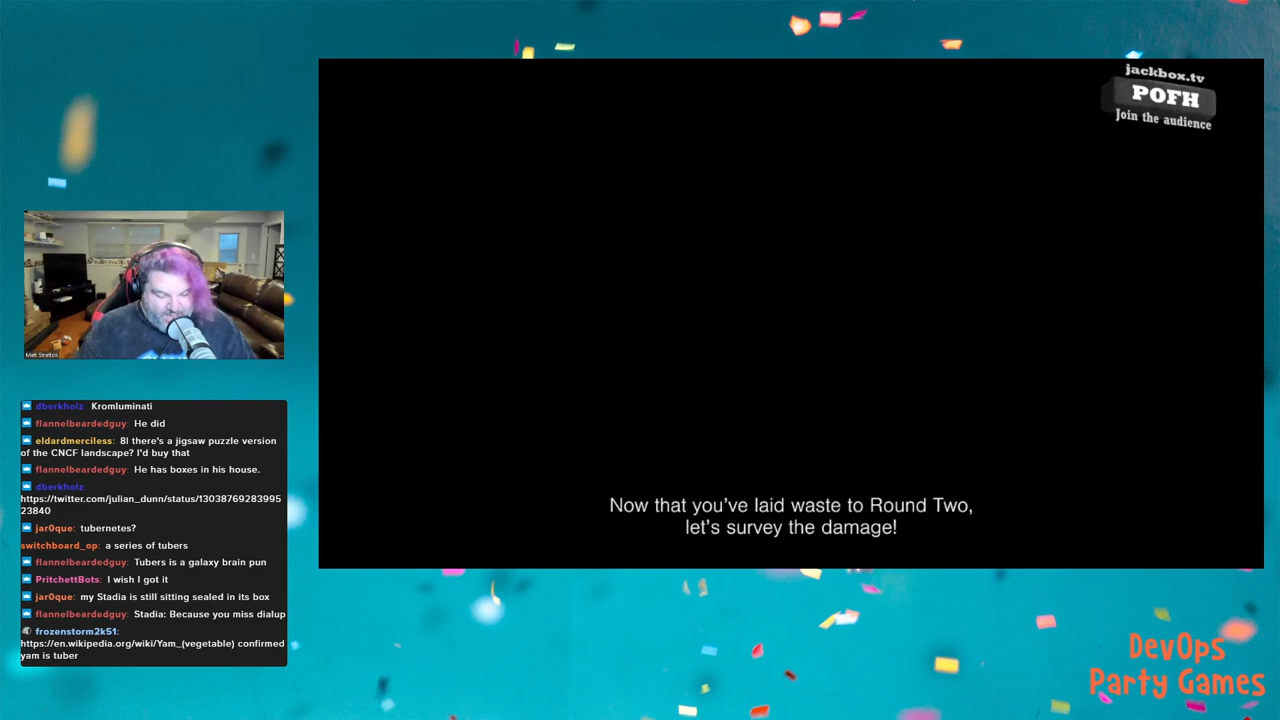 jackbox.tv
POFH
Join the audience
Matt Stratton
dberkholz: Kromluminati
flannelbeardedguy: He did
eldardmerciless: 8l there's a jigsaw puzzle version
of the CNCF landscape? I'd buy that
flannelbeardedguy: He has boxes in his house.
dberkholz:
https://twitter.com/julian_dunn/status/13038769283995
23840
jar0que: tubernetes?
switchboard_op: a series of tubers
flannelbeardedguy: Tubers is a galaxy brain pun
PritchettBots: I wish I got it
jar0que: my Stadia is still sitting sealed in its box
flannelbeardedguy: Stadia: Because you miss dialup
frozenstorm2k51:
https://en.wikipedia.org/wiki/Yam_(vegetable) confirmed
yam is tuber
Now that you've laid waste to Round Two,
let's survey the damage!
DevOps
Party Games